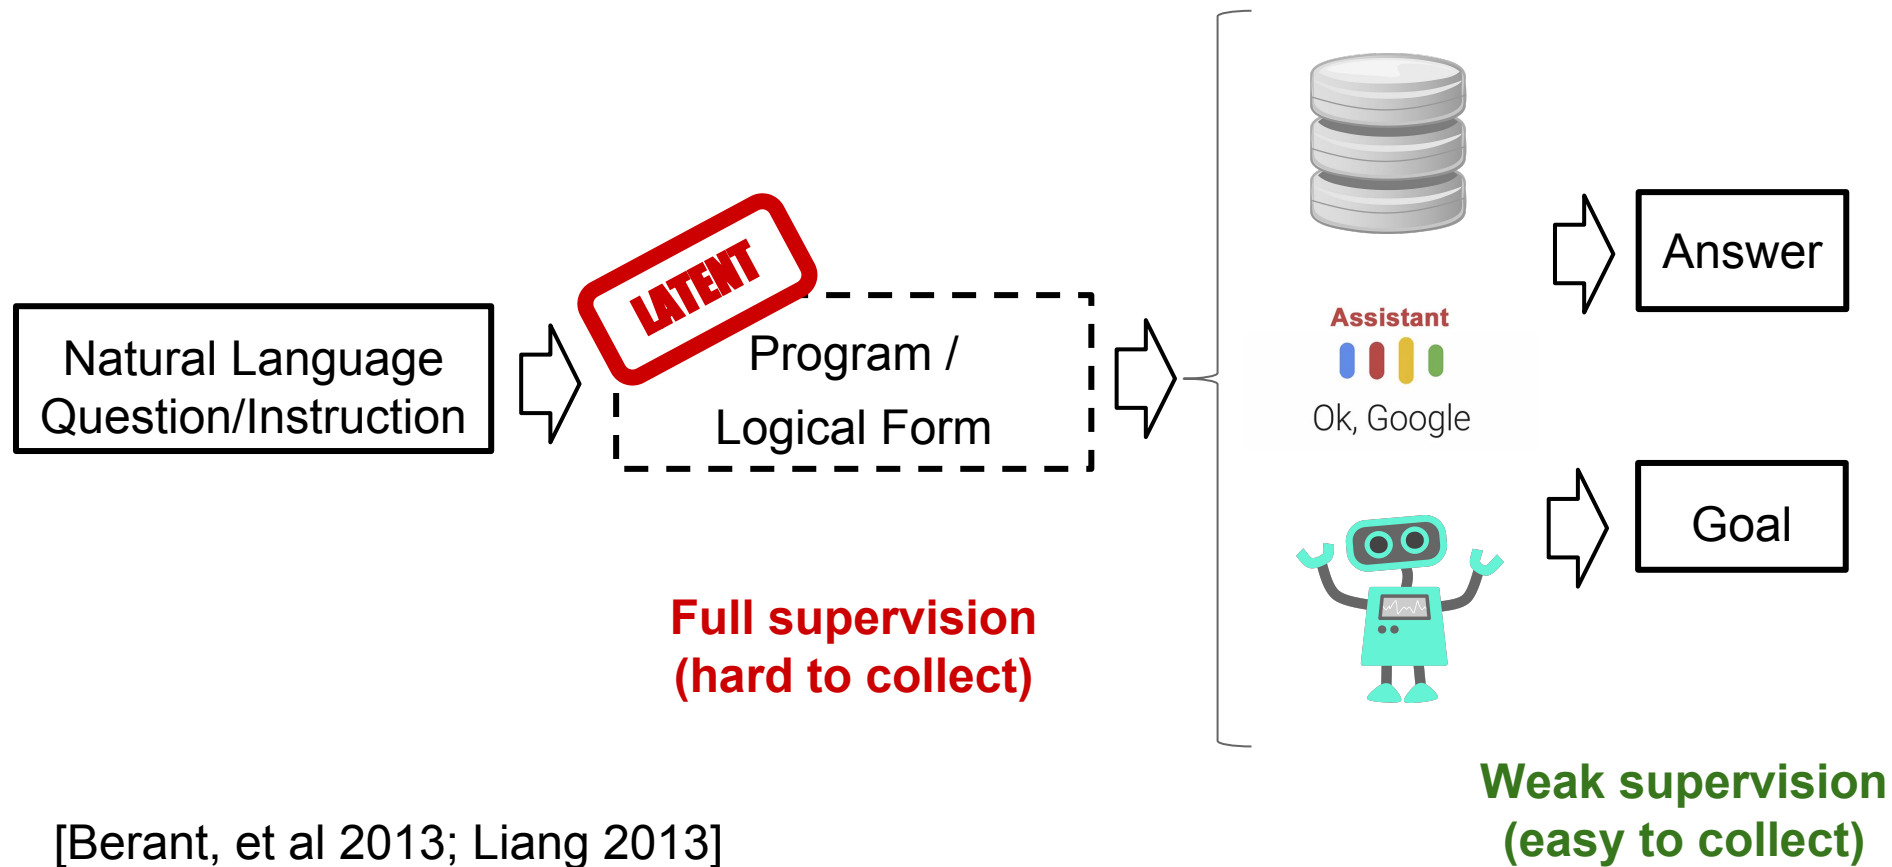 LATENT
Natural Language
Question/Instruction
Program /
Logical Form
Assistant
Ok, Google
Answer
Goal
Full supervision
(hard to collect)
Weak supervision
(easy to collect)
[Berant, et al 2013; Liang 2013]